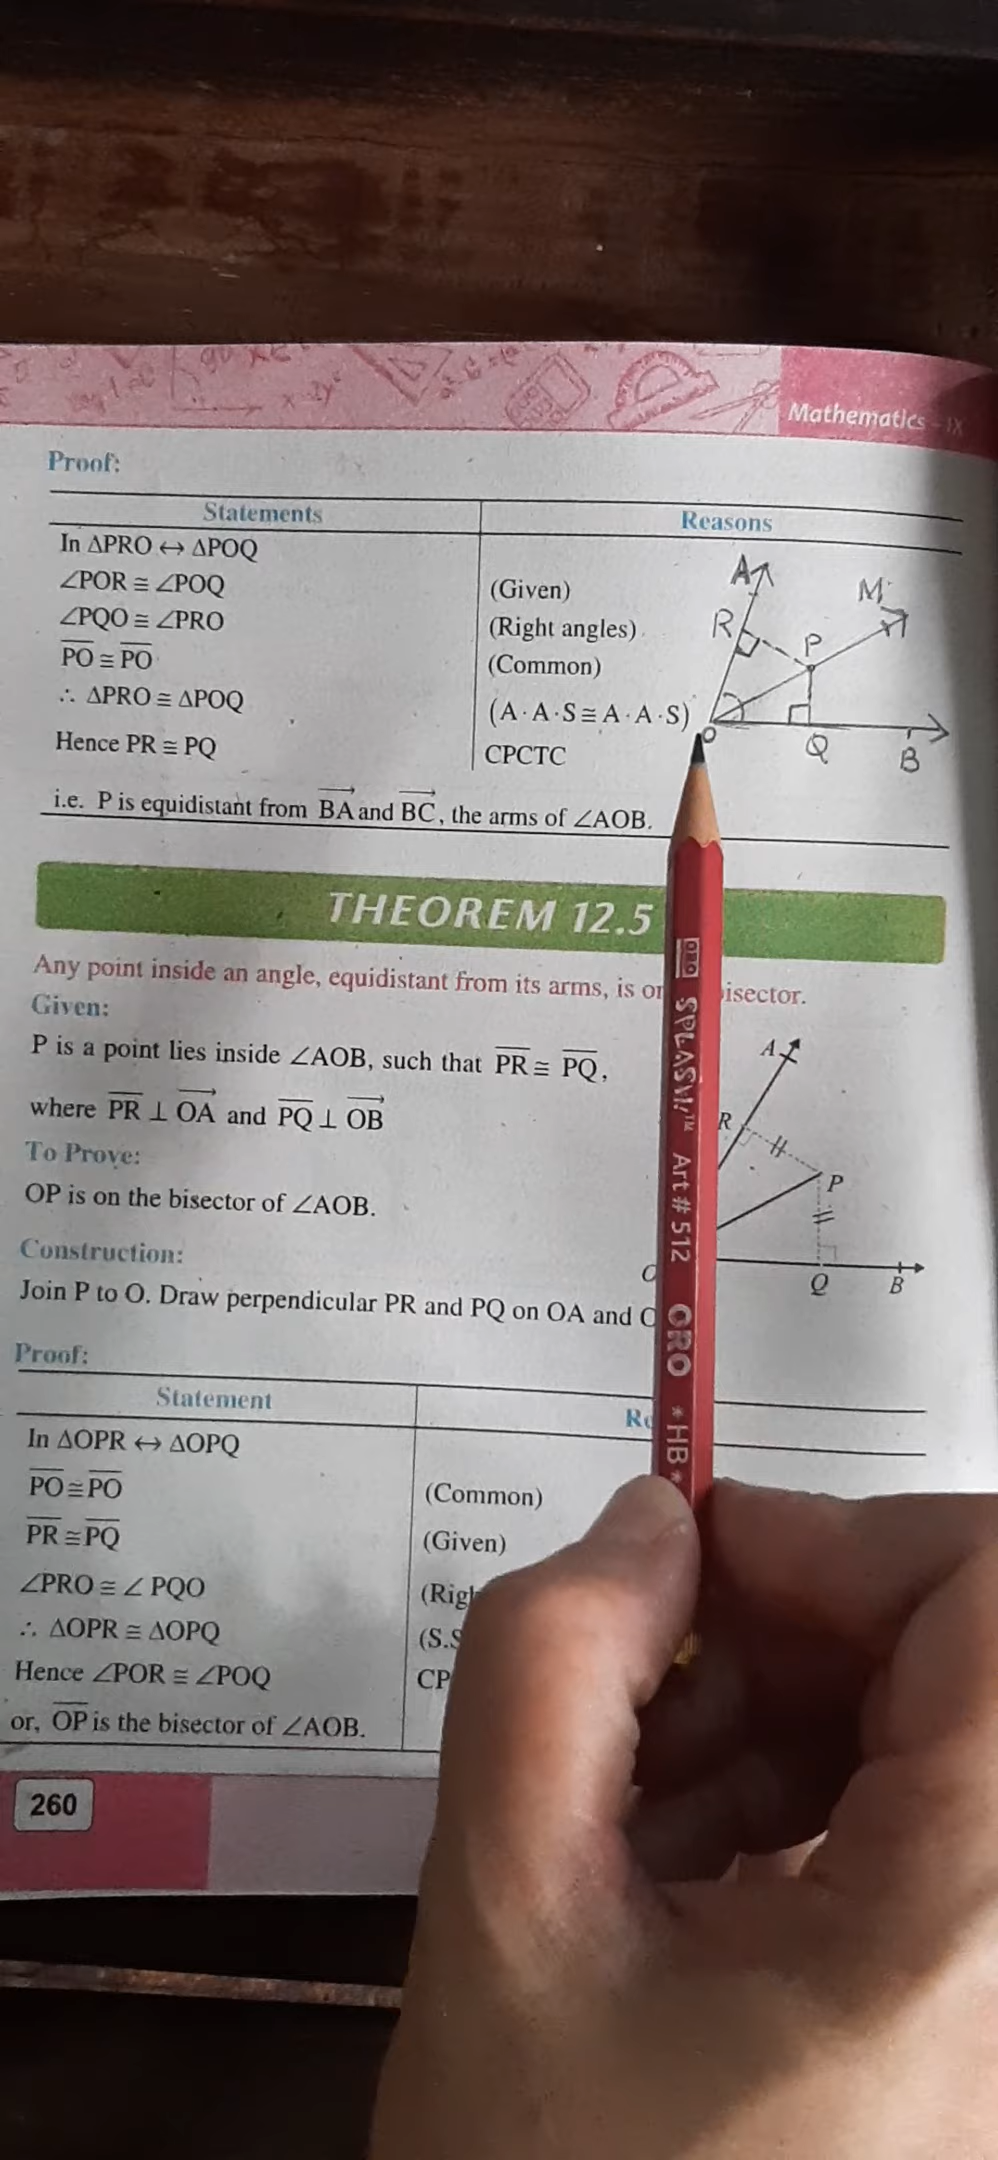 Mathematics - IX
Proof:
Statements Reasons
In ΔPRO ↔ ΔPOQ
∠POR ≅ ∠POQ (Given)
∠PQO ≅ ∠PRO (Right angles)
PO ≅ PO (Common)
∴ ΔPRO ≅ ΔPOQ (A·A·S ≅ A·A·S)
Hence PR ≅ PQ CPCTC
A
M
R
P
O
Q
B
i.e. P is equidistant from BA and BC, the arms of ∠AOB.
THEOREM 12.5
Any point inside an angle, equidistant from its arms, is isector.
Given:
P is a point lies inside ∠AOB, such that PR ≅ PQ,
where PR ⊥ OA and PQ ⊥ OB
To Prove:
OP is on the bisector of ∠AOB.
Construction:
Join P to O. Draw perpendicular PR and PQ on OA and
A
R
P
Q
B
Proof:
Statement
In ΔOPR ↔ ΔOPQ
PO ≅ PO (Common)
PR ≅ PQ (Given)
∠PRO ≅ ∠ PQO (Rig
∴ ΔOPR ≅ ΔOPQ (S.S
Hence ∠POR ≅ ∠POQ CP
or, OP is the bisector of ∠AOB.
260
ORO SPLASH!™ Art # 512 ORO *HB*